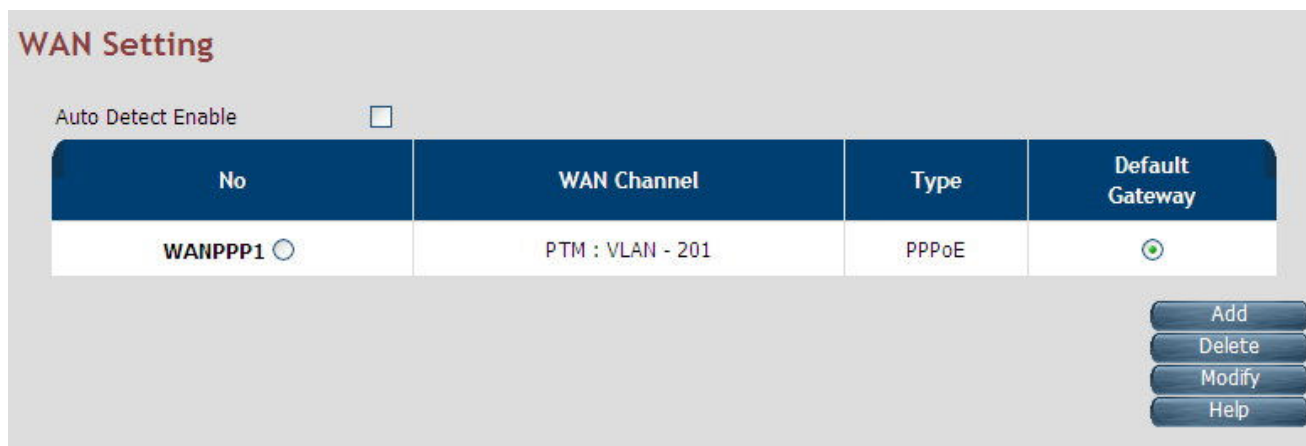 WAN Setting
Auto Detect Enable
No WAN Channel Type Default Gateway
WANPPP1 PTM : VLAN - 201 PPPoE
Add
Delete
Modify
Help